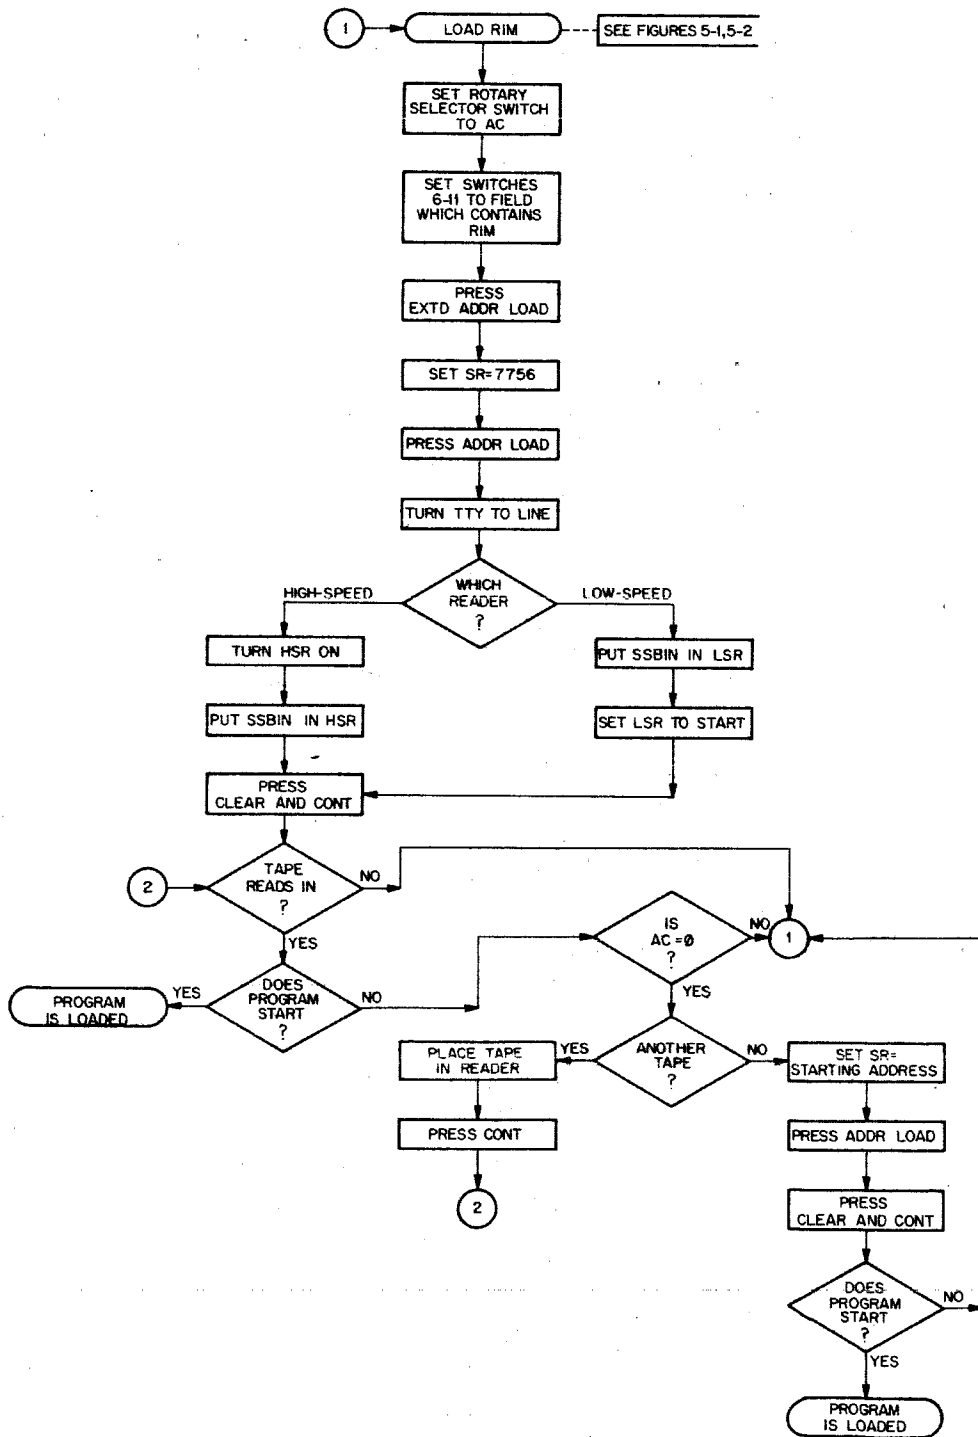 1
LOAD RIM
SEE FIGURES 5-1,5-2
SET ROTARY
SELECTOR SWITCH
TO AC
SET SWITCHES
6-11 TO FIELD
WHICH CONTAINS
RIM
PRESS
EXTD ADDR LOAD
SET SR=7756
PRESS ADDR LOAD
TURN TTY TO LINE
WHICH
READER
?
HIGH-SPEED
LOW-SPEED
TURN HSR ON
PUT SSBIN IN LSR
PUT SSBIN IN HSR
SET LSR TO START
PRESS
CLEAR AND CONT
2
TAPE
READS IN
?
NO
YES
IS
AC=Ø
?
NO
1
YES
DOES
PROGRAM
START
?
YES
NO
PROGRAM
IS LOADED
ANOTHER
TAPE
?
YES
NO
PLACE TAPE
IN READER
PRESS CONT
2
SET SR=
STARTING ADDRESS
PRESS ADDR LOAD
PRESS
CLEAR AND CONT
DOES
PROGRAM
START
?
NO
YES
PROGRAM
IS LOADED